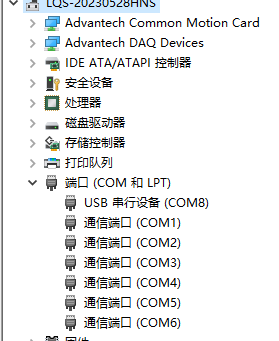 LQS-20230528HNS
Advantech Common Motion Card
Advantech DAQ Devices
IDE ATA/ATAPI 控制器
安全设备
处理器
磁盘驱动器
存储控制器
打印队列
端口 (COM 和 LPT)
USB 串行设备 (COM8)
通信端口 (COM1)
通信端口 (COM2)
通信端口 (COM3)
通信端口 (COM4)
通信端口 (COM5)
通信端口 (COM6)